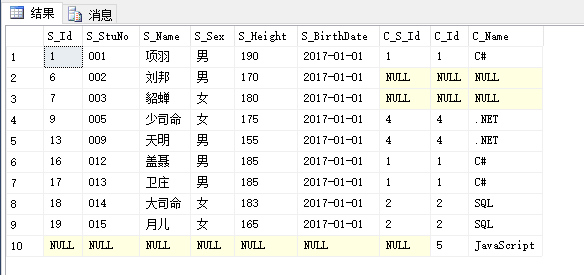 结果 消息
S_Id S_StuNo S_Name S_Sex S_Height S_BirthDate C_S_Id C_Id C_Name
1 1 001 项羽 男 190 2017-01-01 1 1 C#
2 6 002 刘邦 男 170 2017-01-01 NULL NULL NULL
3 7 003 貂蝉 女 180 2017-01-01 NULL NULL NULL
4 9 005 少司命 女 175 2017-01-01 4 4 .NET
5 13 009 天明 男 155 2017-01-01 4 4 .NET
6 16 012 盖聂 男 185 2017-01-01 1 1 C#
7 17 013 卫庄 男 185 2017-01-01 1 1 C#
8 18 014 大司命 女 183 2017-01-01 2 2 SQL
9 19 015 月儿 女 165 2017-01-01 2 2 SQL
10 NULL NULL NULL NULL NULL NULL NULL 5 JavaScript